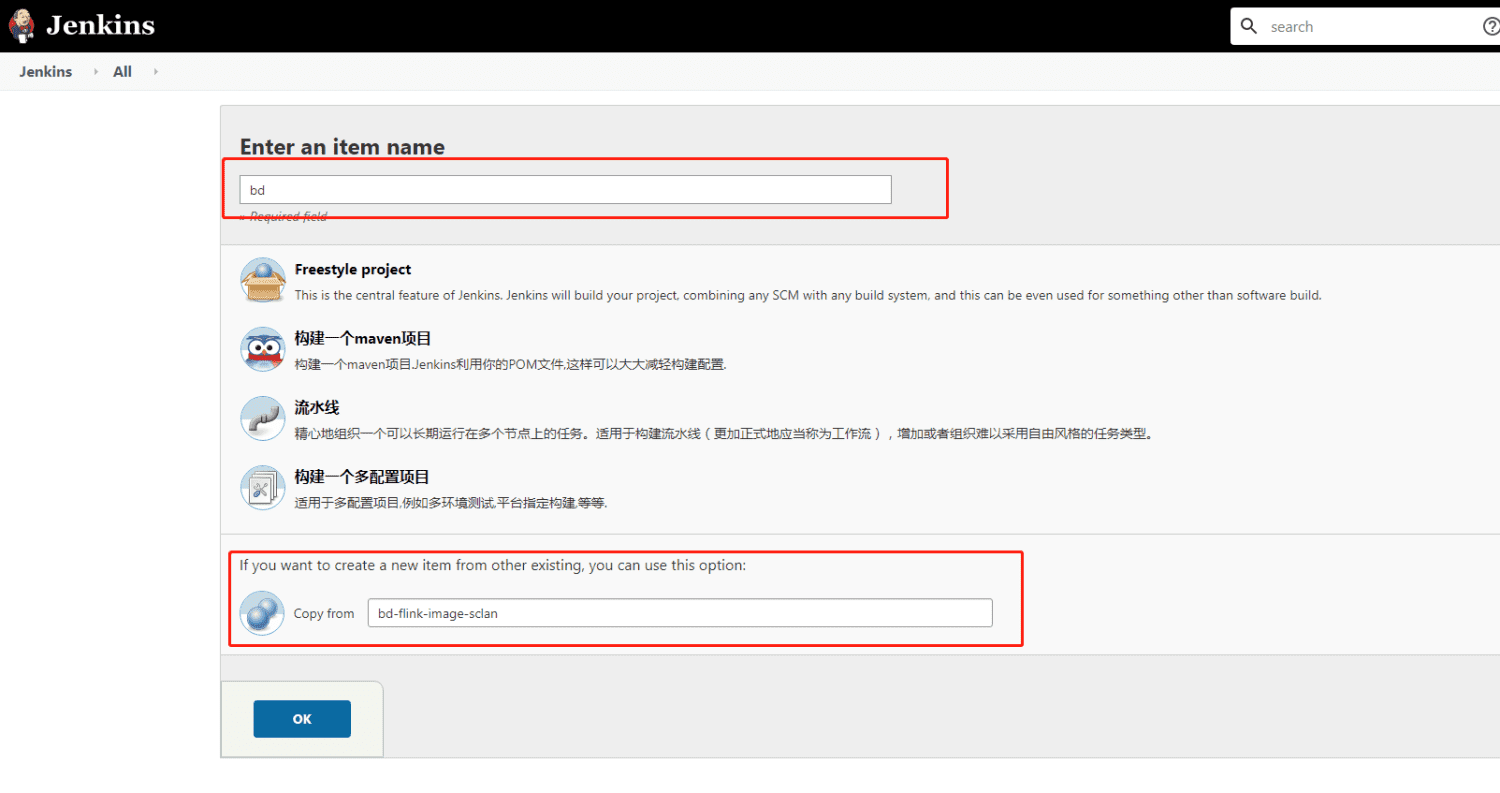 Jenkins
search
Jenkins All
Enter an item name
bd
» Required field
Freestyle project
This is the central feature of Jenkins. Jenkins will build your project, combining any SCM with any build system, and this can be even used for something other than software build.
构建一个maven项目
构建一个maven项目.Jenkins利用你的POM文件,这样可以大大减轻构建配置.
流水线
精心地组织一个可以长期运行在多个节点上的任务。适用于构建流水线（更加正式地应当称为工作流），增加或者组织难以采用自由风格的任务类型。
构建一个多配置项目
适用于多配置项目,例如多环境测试,平台指定构建,等等.
If you want to create a new item from other existing, you can use this option:
Copy from bd-flink-image-sclan
OK